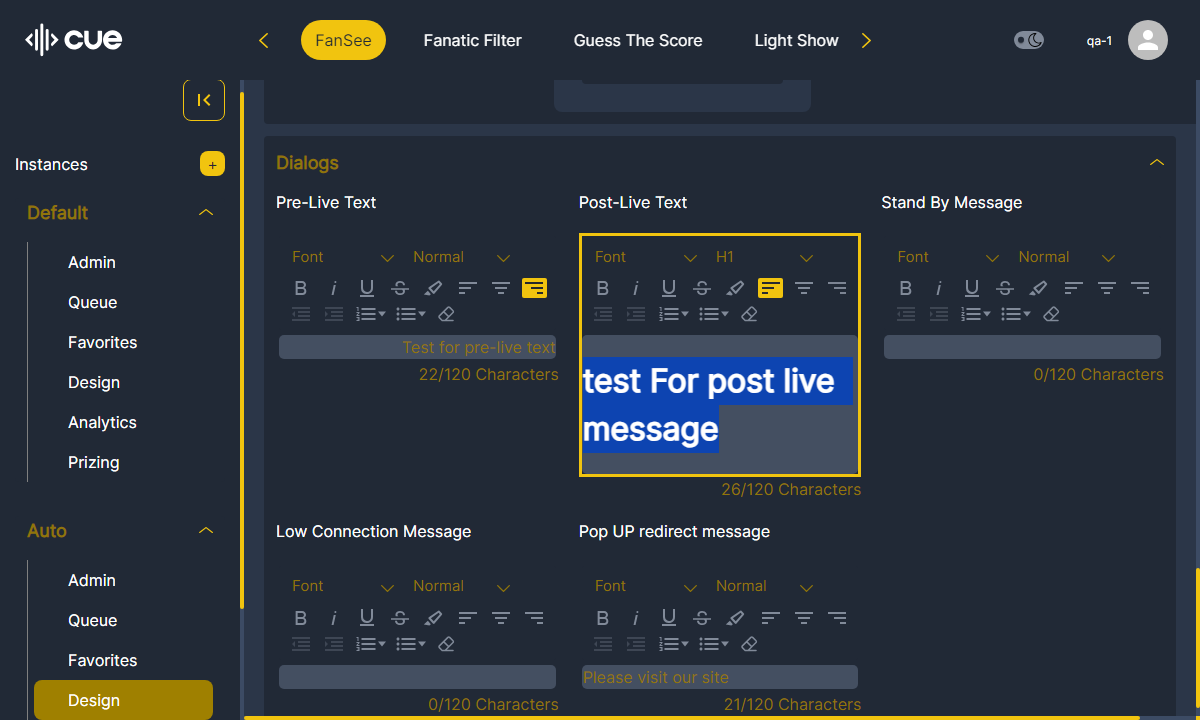 cue
FanSee
Fanatic Filter
Guess The Score
Light Show
qa-1
Instances
+
Default
Admin
Queue
Favorites
Design
Analytics
Prizing
Auto
Admin
Queue
Favorites
Design
Dialogs
Pre-Live Text
Font
Normal
Test for pre-live text
22/120 Characters
Post-Live Text
Font
H1
test For post live
message
26/120 Characters
Stand By Message
Font
Normal
0/120 Characters
Low Connection Message
Font
Normal
0/120 Characters
Pop UP redirect message
Font
Normal
Please visit our site
21/120 Characters